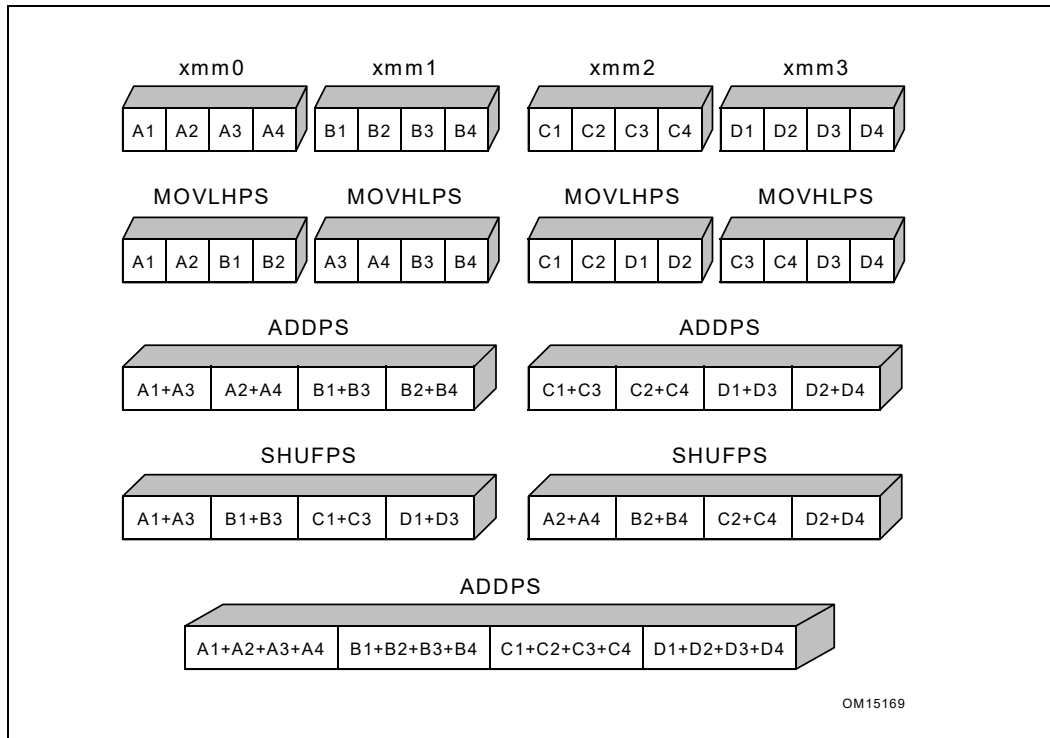 xmm0 xmm1 xmm2 xmm3
A1 A2 A3 A4 B1 B2 B3 B4 C1 C2 C3 C4 D1 D2 D3 D4
MOVLHPS MOVHLPS MOVLHPS MOVHLPS
A1 A2 B1 B2 A3 A4 B3 B4 C1 C2 D1 D2 C3 C4 D3 D4
ADDPS ADDPS
A1+A3 A2+A4 B1+B3 B2+B4 C1+C3 C2+C4 D1+D3 D2+D4
SHUFPS SHUFPS
A1+A3 B1+B3 C1+C3 D1+D3 A2+A4 B2+B4 C2+C4 D2+D4
ADDPS
A1+A2+A3+A4 B1+B2+B3+B4 C1+C2+C3+C4 D1+D2+D3+D4
OM15169